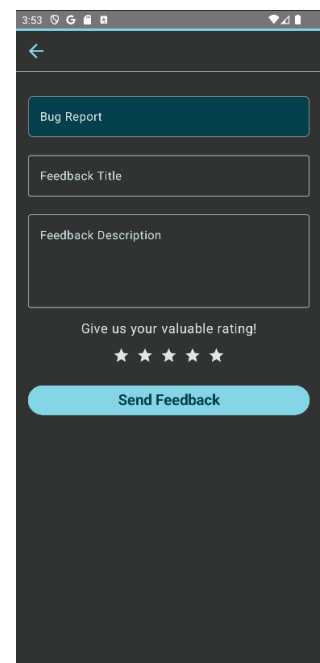 3:53 G
Bug Report
Feedback Title
Feedback Description
Give us your valuable rating!
Send Feedback